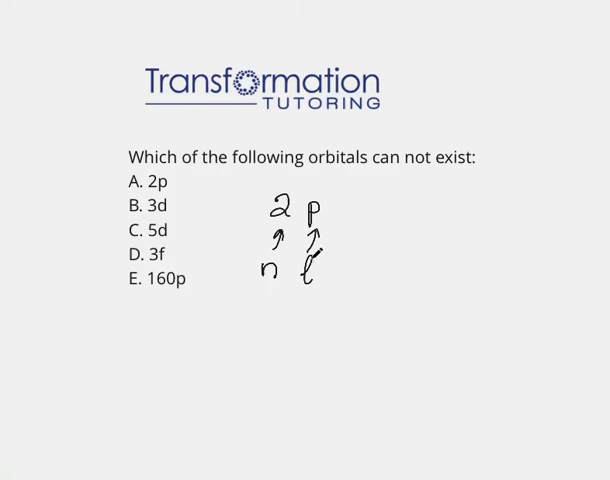 Transformation
TUTORING
Which of the following orbitals can not exist:
A. 2p
B. 3d
C. 5d
D. 3f
E. 160p
2 p
n l